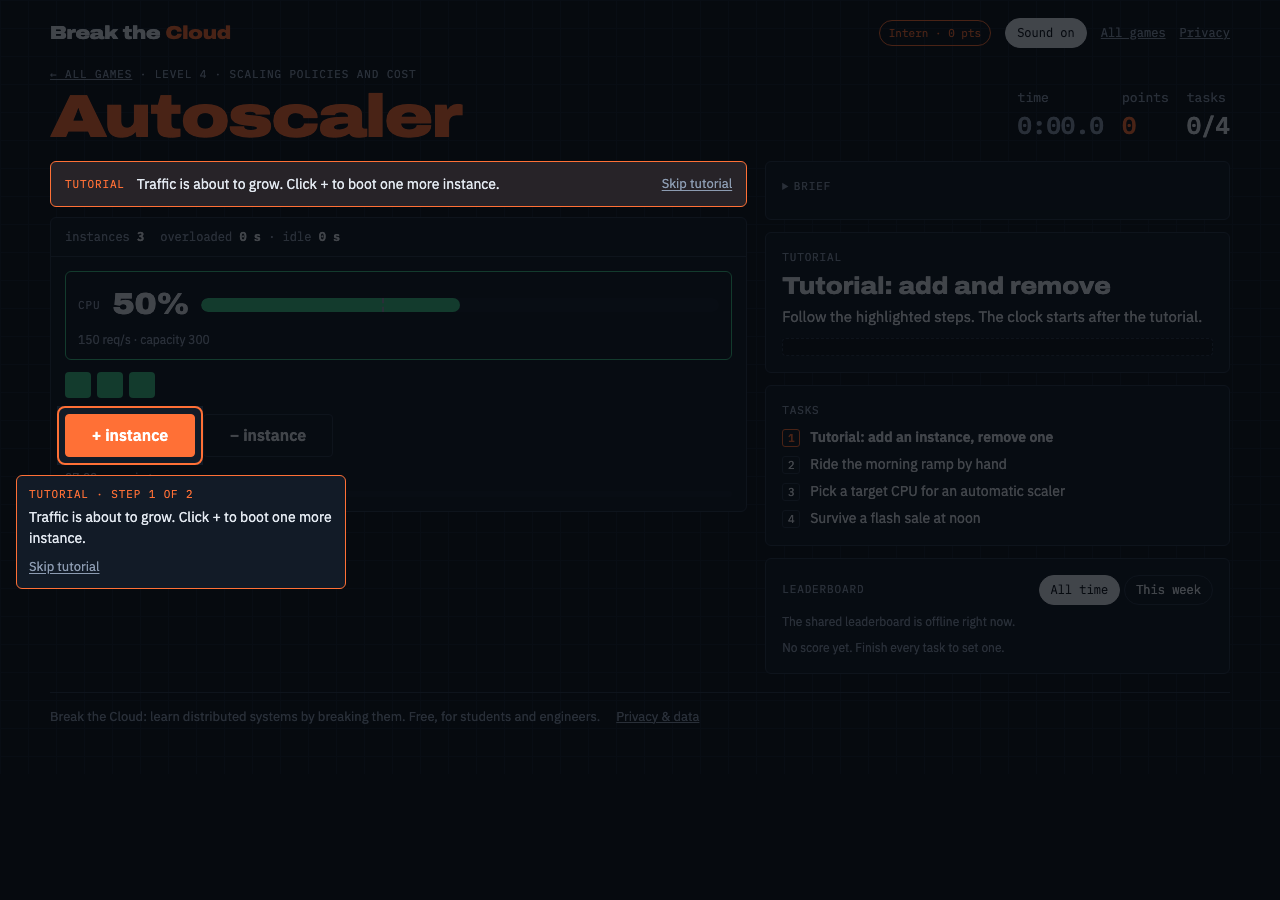 Break the Cloud
Intern · 0 pts
Sound on
All games
Privacy
← ALL GAMES · LEVEL 4 · SCALING POLICIES AND COST
Autoscaler
time
0:00.0
points
0
tasks
0/4
TUTORIAL Traffic is about to grow. Click + to boot one more instance. Skip tutorial
instances 3 overloaded 0 s · idle 0 s
CPU 50%
150 req/s · capacity 300
+ instance
– instance
TUTORIAL · STEP 1 OF 2
Traffic is about to grow. Click + to boot one more
instance.
Skip tutorial
▶ BRIEF
TUTORIAL
Tutorial: add and remove
Follow the highlighted steps. The clock starts after the tutorial.
TASKS
1 Tutorial: add an instance, remove one
2 Ride the morning ramp by hand
3 Pick a target CPU for an automatic scaler
4 Survive a flash sale at noon
LEADERBOARD
All time
This week
The shared leaderboard is offline right now.
No score yet. Finish every task to set one.
Break the Cloud: learn distributed systems by breaking them. Free, for students and engineers. Privacy & data